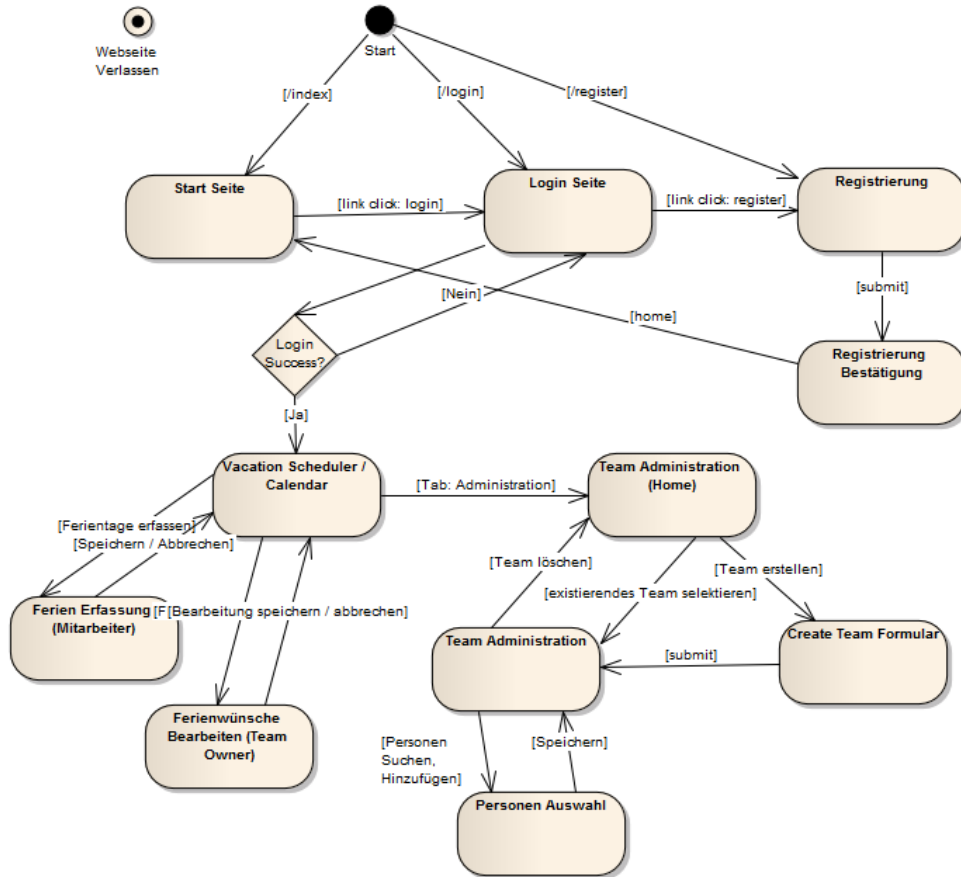 Webseite
Verlassen
Start
[/index]
[/login]
[/register]
Start Seite
Login Seite
Registrierung
[link click: login]
[link click: register]
[Nein]
[submit]
[home]
Login
Success?
Registrierung
Bestätigung
[Ja]
Vacation Scheduler /
Calendar
Team Administration
(Home)
[Tab: Administration]
[Ferientage erfassen]
[Speichern / Abbrechen]
[Team löschen]
[Team erstellen]
[existierendes Team selektieren]
Ferien Erfassung
(Mitarbeiter)
[F[Bearbeitung speichern / abbrechen]
Team Administration
Create Team Formular
[submit]
Ferienwünsche
Bearbeiten (Team
Owner)
[Personen
Suchen,
Hinzufügen]
[Speichern]
Personen Auswahl